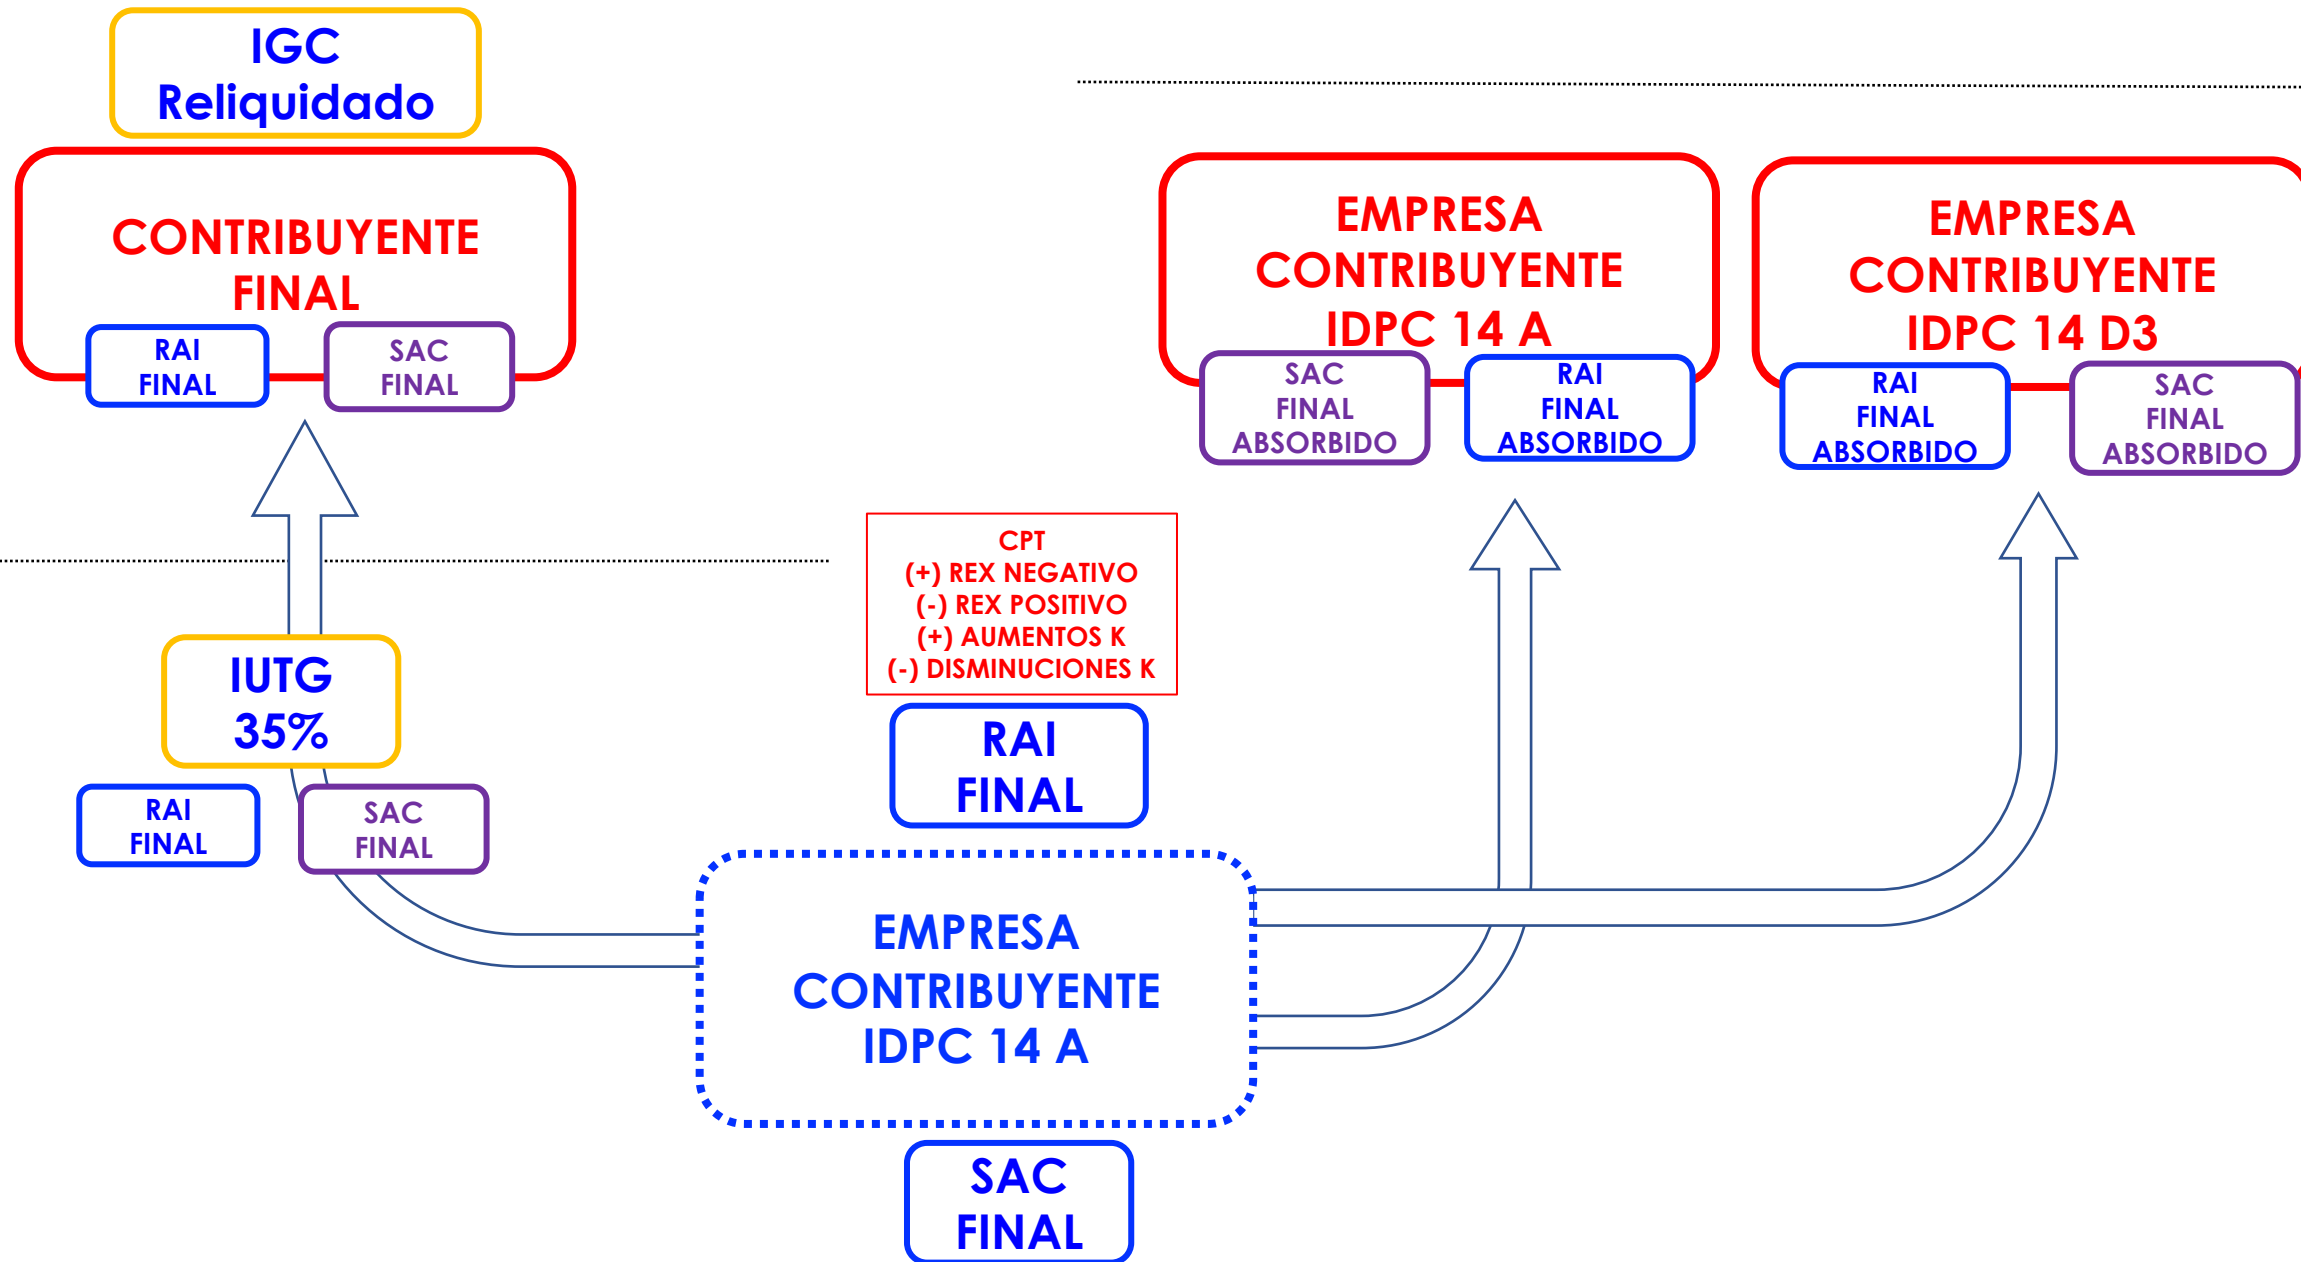 IGC
Reliquidado
CONTRIBUYENTE
FINAL
RAI
FINAL
SAC
FINAL
EMPRESA
CONTRIBUYENTE
IDPC 14 A
SAC
FINAL
ABSORBIDO
RAI
FINAL
ABSORBIDO
EMPRESA
CONTRIBUYENTE
IDPC 14 D3
RAI
FINAL
ABSORBIDO
SAC
FINAL
ABSORBIDO
CPT
(+) REX NEGATIVO
(-) REX POSITIVO
(+) AUMENTOS K
(-) DISMINUCIONES K
IUTG
35%
RAI
FINAL
SAC
FINAL
RAI
FINAL
EMPRESA
CONTRIBUYENTE
IDPC 14 A
SAC
FINAL